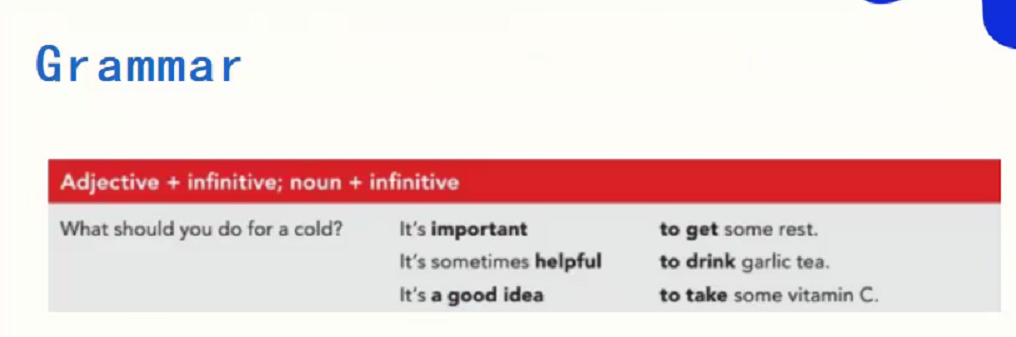 Grammar
Adjective + infinitive; noun + infinitive
What should you do for a cold? It's important to get some rest.
It's sometimes helpful to drink garlic tea.
It's a good idea to take some vitamin C.